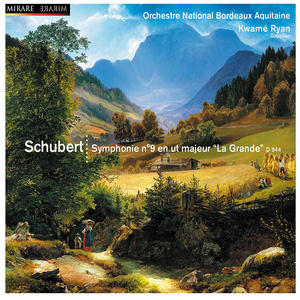 MIRARE MIRARE
Orchestre National Bordeaux Aquitaine
Kwamé Ryan
Direction
Schubert Symphonie n°9 en ut majeur "La Grande" D 944